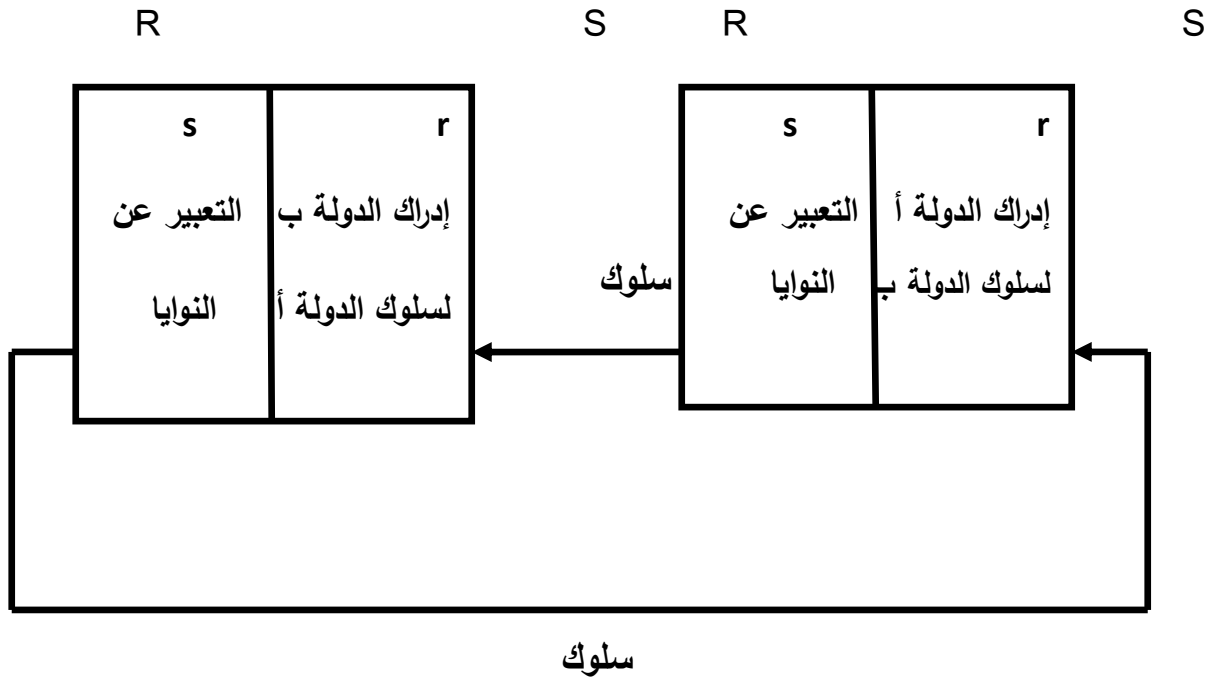 R S R S
r
s
إدراك الدولة أ
لسلوك الدولة ب
التعبير عن
النوايا
سلوك
r
s
إدراك الدولة ب
لسلوك الدولة أ
التعبير عن
النوايا
سلوك